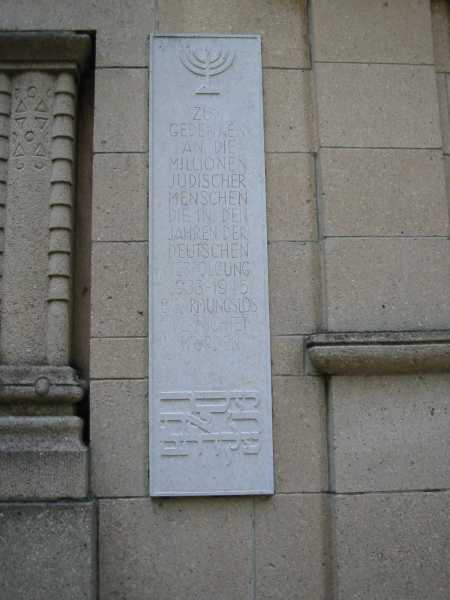 ZUM
GEDENKEN
AN DIE
MILLIONEN
JÜDISCHER
MENSCHEN
DIE IN DEN
JAHREN DER
DEUTSCHEN
VERFOLGUNG
1933-1945
ERBARMUNGSLOS
VERNICHTET
WURDEN